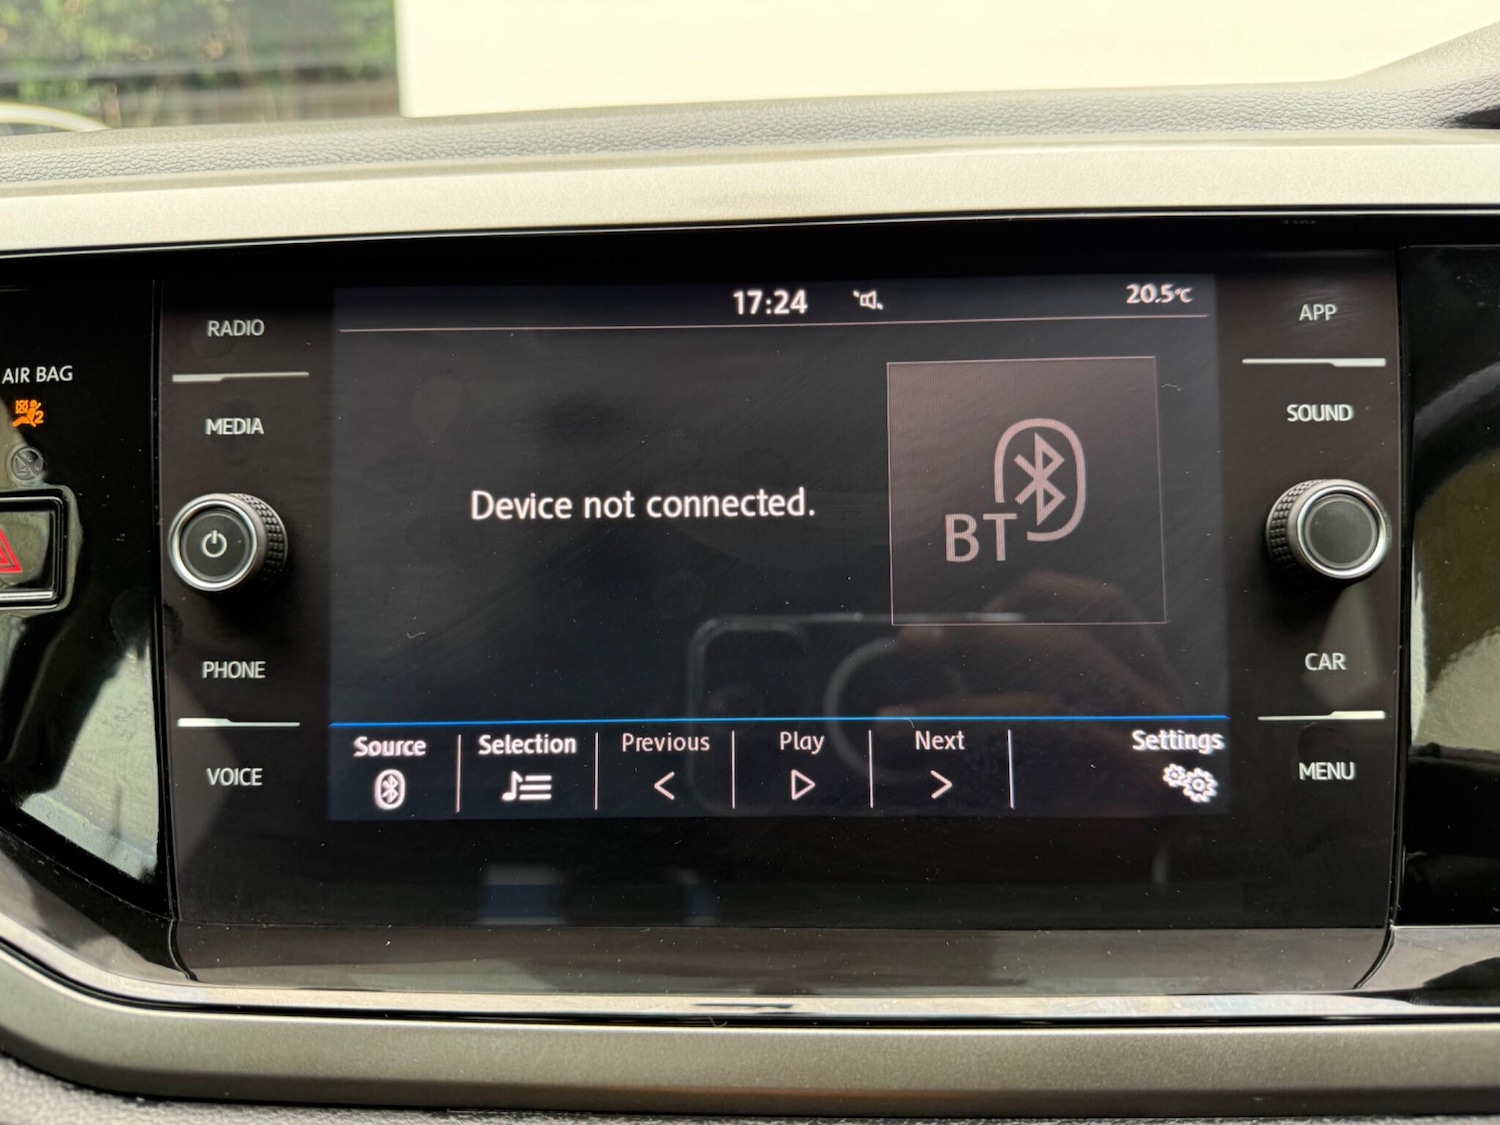 17:24
20.5°C
RADIO
APP
AIR BAG
2
MEDIA
SOUND
Device not connected.
BT
PHONE
CAR
Source
Selection
Previous
Play
Next
Settings
VOICE
MENU